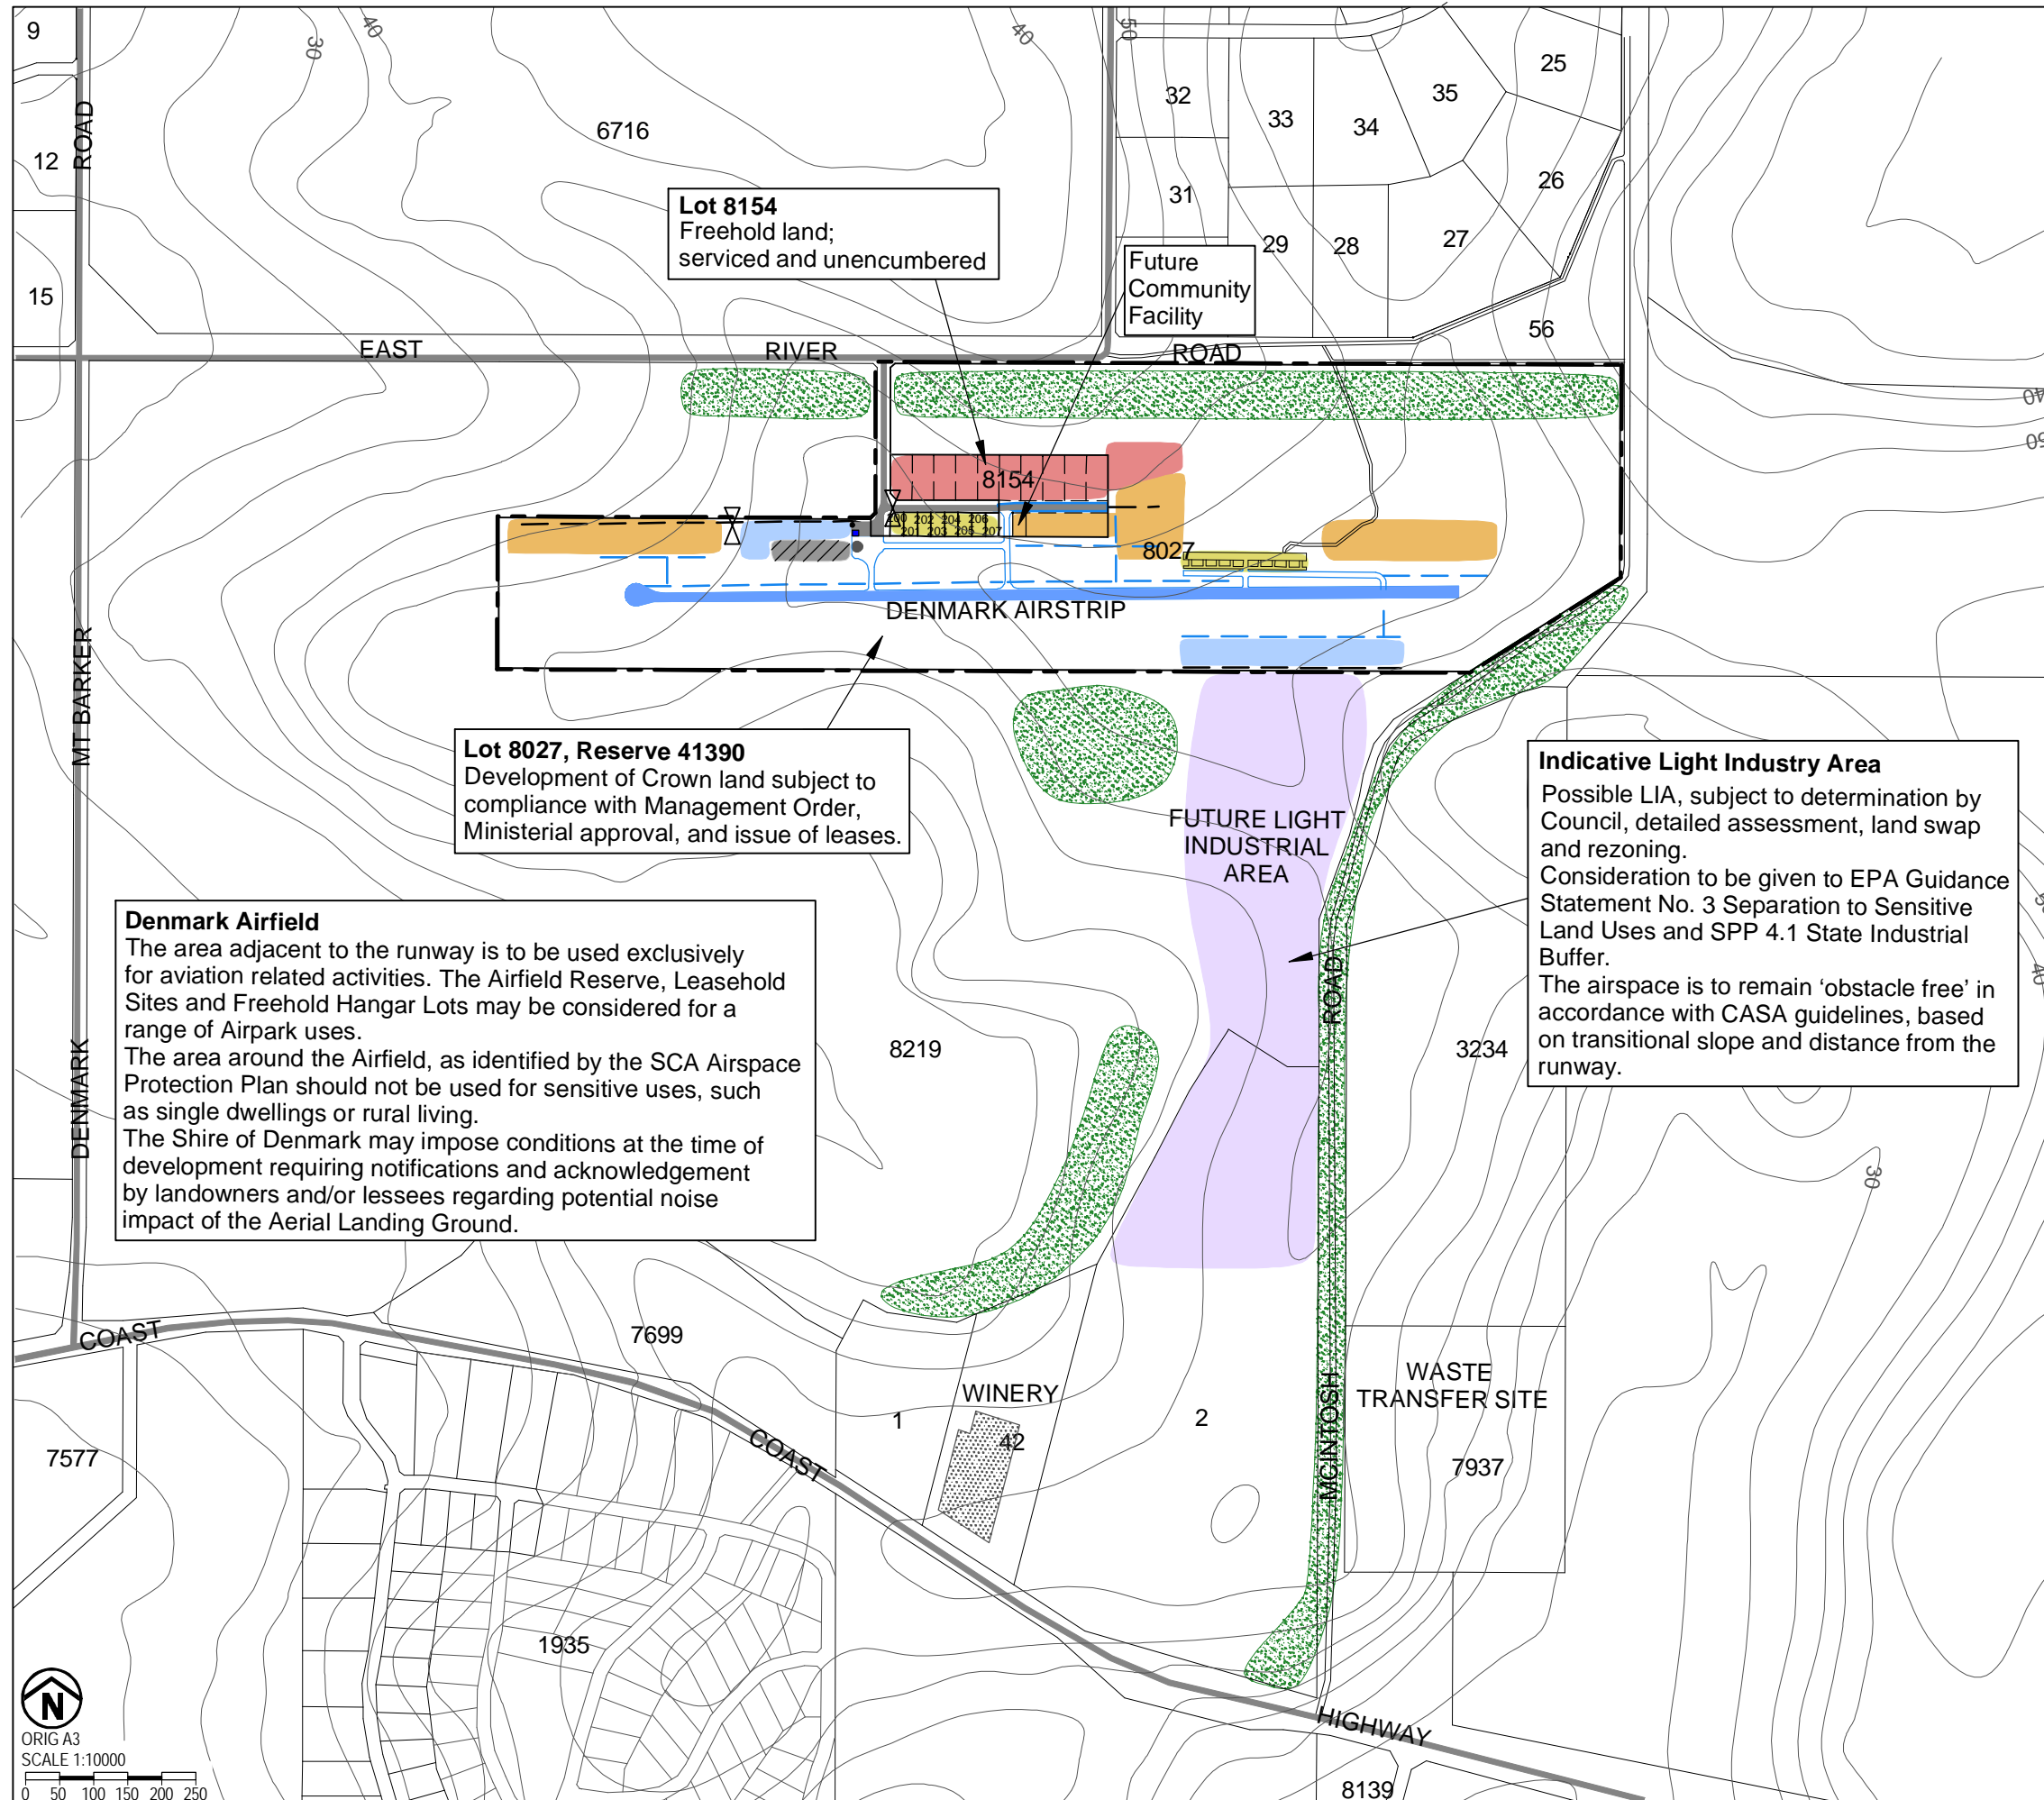 9
40
30
40
50
32
33
34
35
25
12
ROAD
6716
31
26
29
28
27
15
56
Lot 8154
Freehold land;
serviced and unencumbered
Future
Community
Facility
EAST
RIVER
ROAD
40
8154
200 202 204 206
201 203 205 207
8027
DENMARK AIRSTRIP
MT BARKER
Lot 8027, Reserve 41390
Development of Crown land subject to
compliance with Management Order,
Ministerial approval, and issue of leases.
FUTURE LIGHT
INDUSTRIAL
AREA
Indicative Light Industry Area
Possible LIA, subject to determination by
Council, detailed assessment, land swap
and rezoning.
Consideration to be given to EPA Guidance
Statement No. 3 Separation to Sensitive
Land Uses and SPP 4.1 State Industrial
Buffer.
The airspace is to remain ‘obstacle free’ in
accordance with CASA guidelines, based
on transitional slope and distance from the
runway.
Denmark Airfield
The area adjacent to the runway is to be used exclusively
for aviation related activities. The Airfield Reserve, Leasehold
Sites and Freehold Hangar Lots may be considered for a
range of Airpark uses.
The area around the Airfield, as identified by the SCA Airspace
Protection Plan should not be used for sensitive uses, such
as single dwellings or rural living.
The Shire of Denmark may impose conditions at the time of
development requiring notifications and acknowledgement
by landowners and/or lessees regarding potential noise
impact of the Aerial Landing Ground.
ROAD
40
8219
3234
DENMARK
30
COAST
7699
WINERY
WASTE
TRANSFER SITE
1
42
2
MCINTOSH
COAST
7577
7937
1935
N
ORIG A3
SCALE 1:10000
0 50 100 150 200 250
HIGHWAY
8139